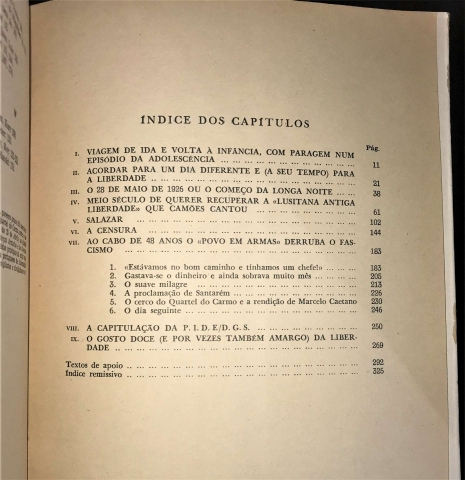 ÍNDICE DOS CAPÍTULOS
Pág.
I. VIAGEM DE IDA E VOLTA À INFÂNCIA, COM PARAGEM NUM
EPISÓDIO DA ADOLESCÊNCIA ... 11
II. ACORDAR PARA UM DIA DIFERENTE E (A SEU TEMPO) PARA
A LIBERDADE ... 21
III. O 28 DE MAIO DE 1926 OU O COMEÇO DA LONGA NOITE ... 38
IV. MEIO SÉCULO DE QUERER RECUPERAR A «LUSITANA ANTIGA
LIBERDADE» QUE CAMÕES CANTOU ... 61
V. SALAZAR ... 102
VI. A CENSURA ... 144
VII. AO CABO DE 48 ANOS O «POVO EM ARMAS» DERRUBA O FAS-
CISMO ... 183
1. «Estávamos no bom caminho e tínhamos um chefe!» ... 183
2. Gastava-se o dinheiro e ainda sobrava muito mês ... 205
3. O suave milagre ... 213
4. A proclamação de Santarém ... 226
5. O cerco do Quartel do Carmo e a rendição de Marcelo Caetano 230
6. O dia seguinte ... 246
VIII. A CAPITULAÇÃO DA P. I. D. E./D. G. S. ... 250
IX. O GOSTO DOCE (E POR VEZES TAMBÉM AMARGO) DA LIBER-
DADE ... 269
Textos de apoio ... 292
Índice remissivo ... 325